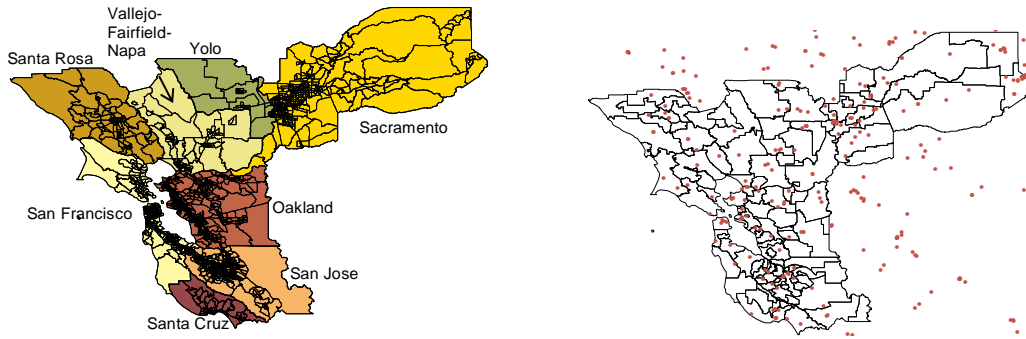 Vallejo-
Fairfield-
Napa
Yolo
Santa Rosa
Sacramento
San Francisco
Oakland
San Jose
Santa Cruz